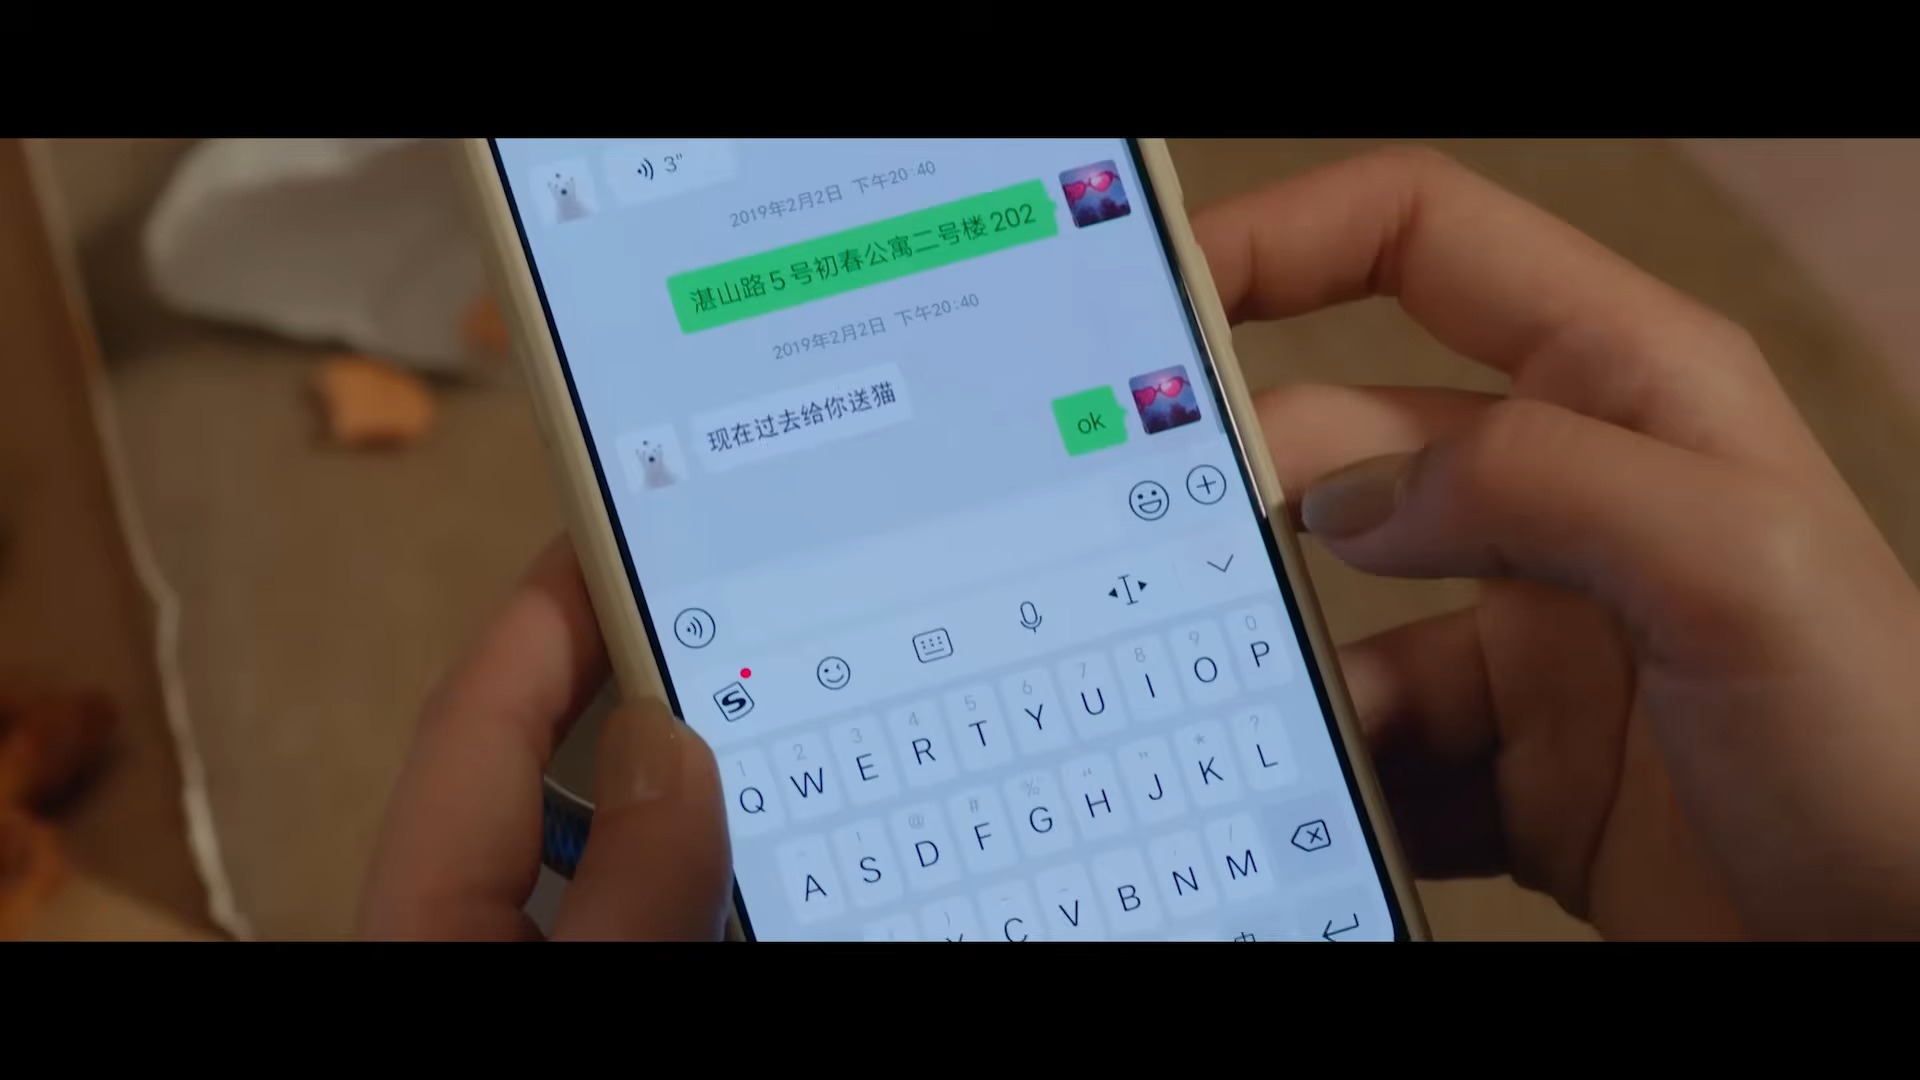 3"
2019年2月2日 下午20:40
湛山路5号初春公寓二号楼202
2019年2月2日 下午20:40
现在过去给你送猫
ok
1 2 3 4 5 6 7 8 9 0
Q W E R T Y U I O P
! @ # % “ ” * ?
A S D F G H J K L
C V B N M
中